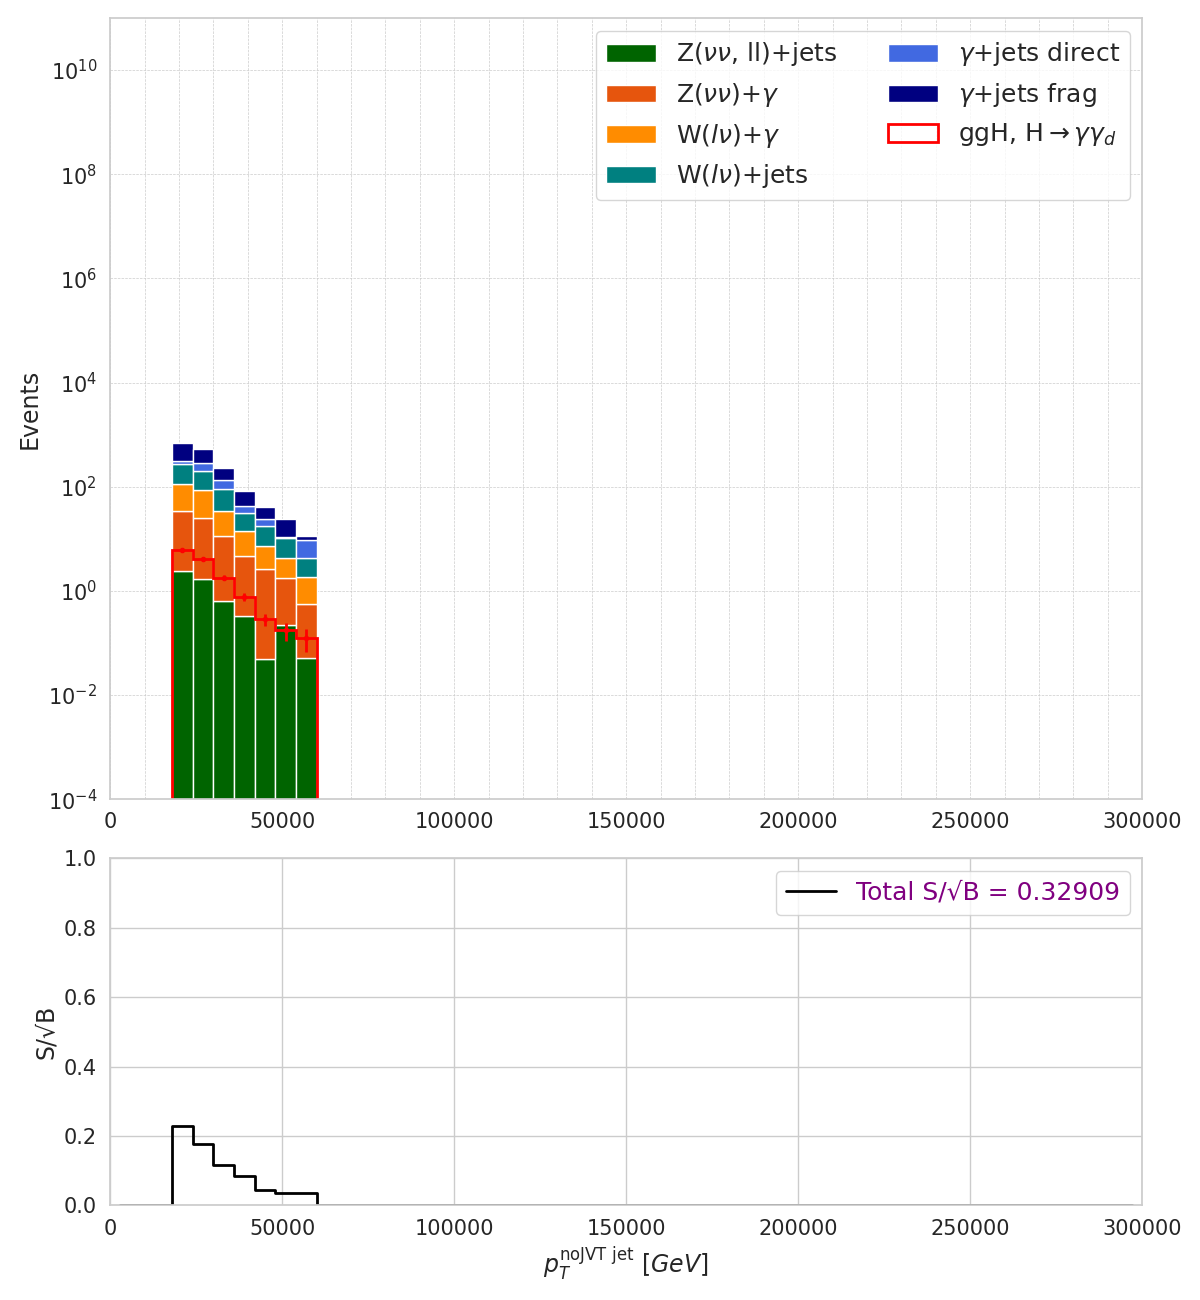 Z(νν, ll)+jets
Z(νν)+γ
W(lν)+γ
W(lν)+jets
γ+jets direct
γ+jets frag
ggH, H→γγ_d
Events
10^10
10^8
10^6
10^4
10^2
10^0
10^−2
10^−4
0 50000 100000 150000 200000 250000 300000
Total S/√B = 0.32909
S/√B
1.0
0.8
0.6
0.4
0.2
0.0
0 50000 100000 150000 200000 250000 300000
p_T^noJVT jet [GeV]